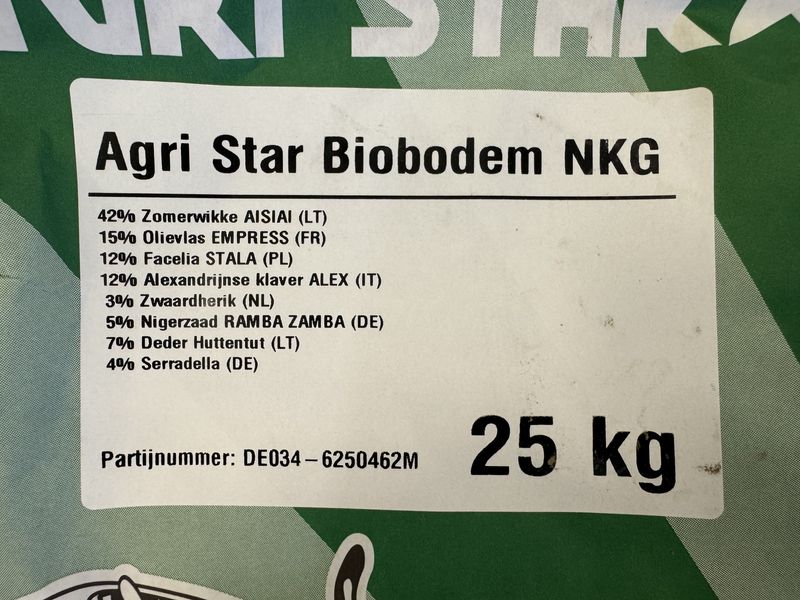 AGRI STAR
Agri Star Biobodem NKG
42% Zomerwikke AISIAI (LT)
15% Olievlas EMPRESS (FR)
12% Facelia STALA (PL)
12% Alexandrijnse klaver ALEX (IT)
3% Zwaardherik (NL)
5% Nigerzaad RAMBA ZAMBA (DE)
7% Deder Huttentut (LT)
4% Serradella (DE)
Partijnummer: DE034-6250462M
25 kg